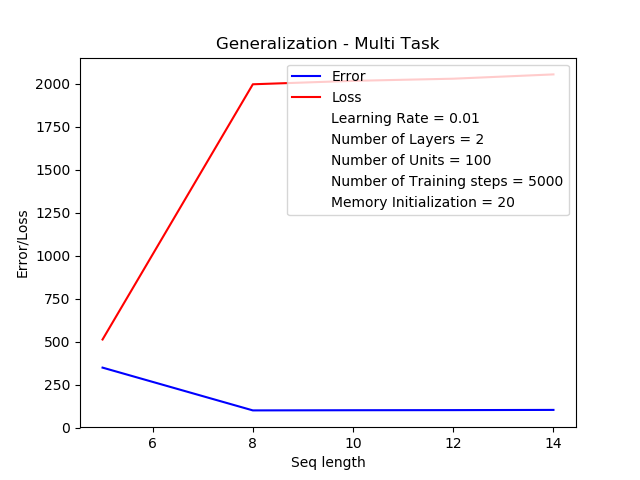 Generalization - Multi Task
Error
Loss
Learning Rate = 0.01
Number of Layers = 2
Number of Units = 100
Number of Training steps = 5000
Memory Initialization = 20
Error/Loss
2000
1750
1500
1250
1000
750
500
250
0
6
8
10
12
14
Seq length